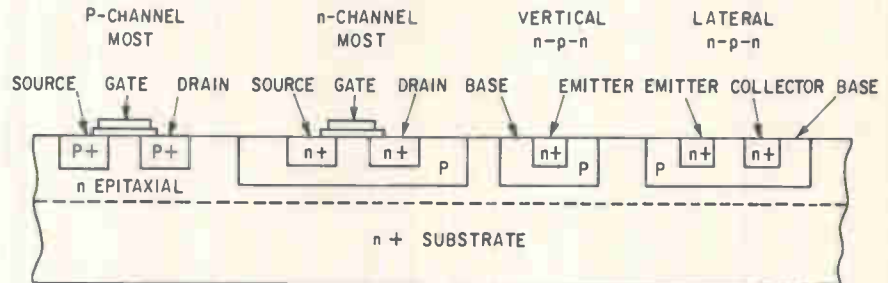 P-CHANNEL MOST
n-CHANNEL MOST
VERTICAL n-p-n
LATERAL n-p-n
SOURCE GATE DRAIN SOURCE GATE DRAIN BASE EMITTER EMITTER COLLECTOR BASE
P+ P+ n+ n+ P n+ P P n+ n+
n EPITAXIAL
n+ SUBSTRATE